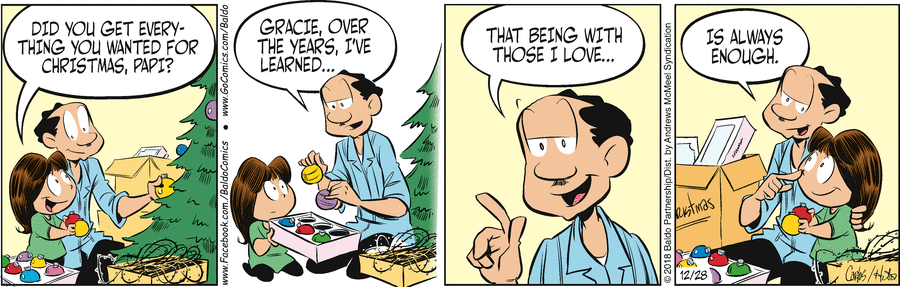 DID YOU GET EVERY-
THING YOU WANTED FOR
CHRISTMAS, PAPI?
www.Facebook.com/BaldoComics • www.GoComics.com/Baldo
GRACIE, OVER
THE YEARS, I'VE
LEARNED...
THAT BEING WITH
THOSE I LOVE...
©2018 Baldo Partnership/Dist. by Andrews McMeel Syndication
IS ALWAYS
ENOUGH.
12/28